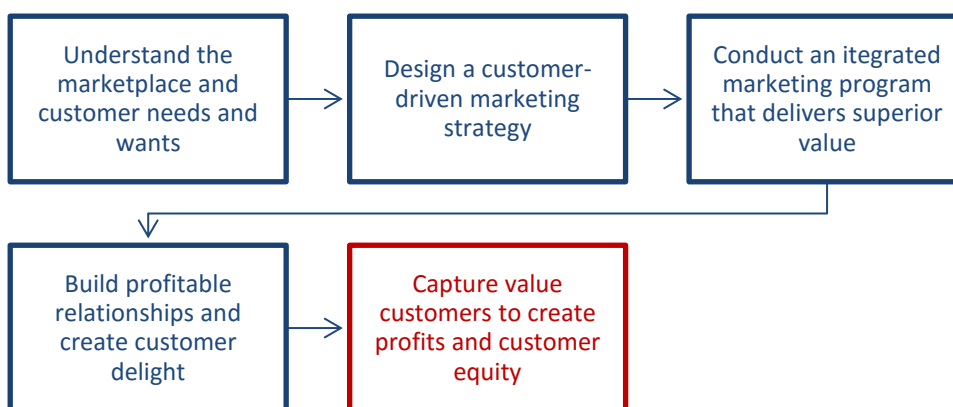 Understand the
marketplace and
customer needs and
wants
Design a customer-
driven marketing
strategy
Conduct an itegrated
marketing program
that delivers superior
value
Build profitable
relationships and
create customer
delight
Capture value
customers to create
profits and customer
equity